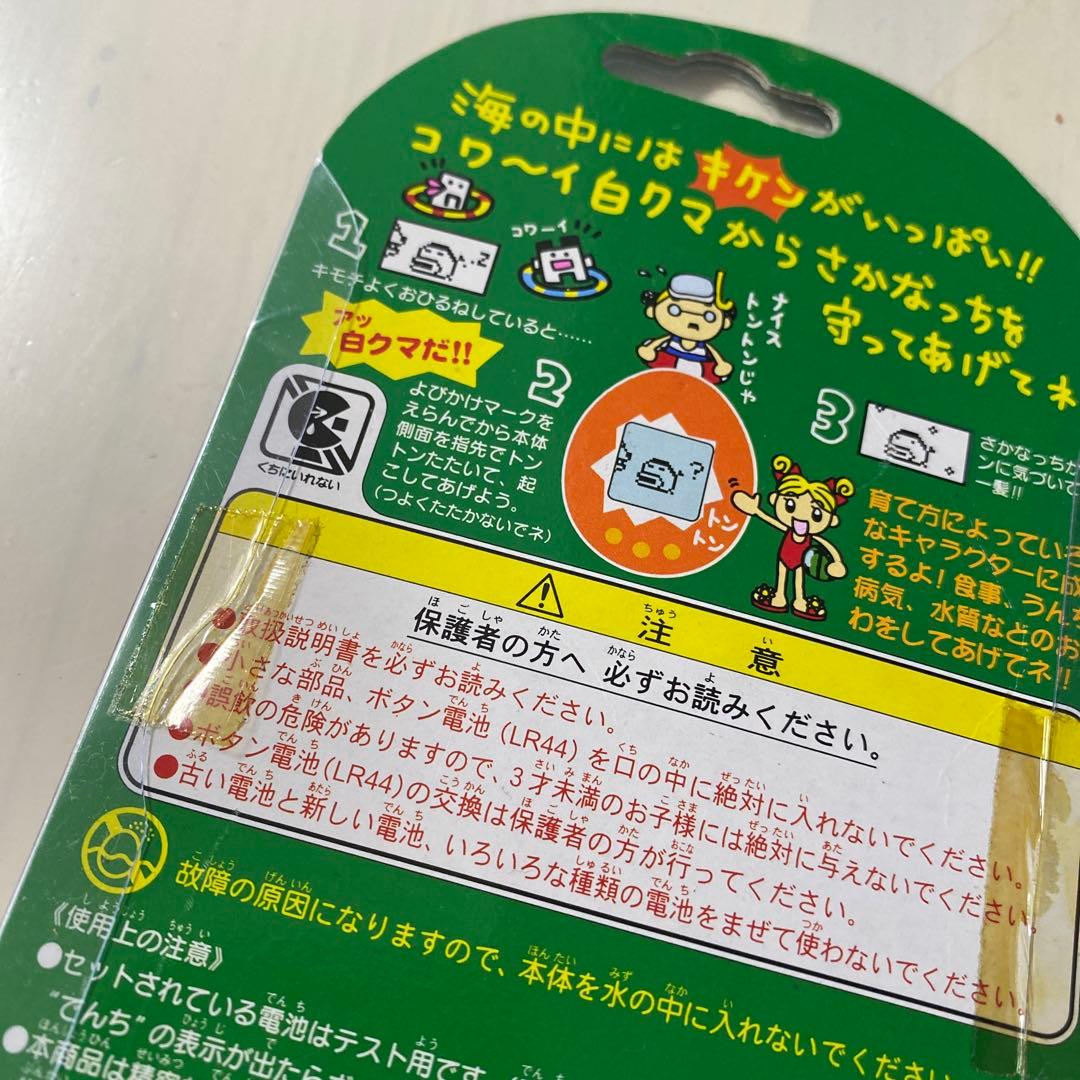 海の中にはキケンがいっぱい!!
コワ〜イ白クマからさかなっちを
守ってあげてネ
1
コワーイ
キモチよくおひるねしていると……
アッ
白クマだ!!
くちにいれない
2
よびかけマークを
えらんでから本体
側面を指先でトン
トンたたいて、起
こしてあげよう。
(つよくたたかないでネ)
ナイス
トントンじゃ
?
トン
トン
3
さかなっちが
ンに気づいて
一髪!!
育て方によっていろ
なキャラクターに
するよ!食事、うん
病気、水質などのお
わをしてあげてネ!
注意
保護者の方へ 必ずお読みください。
●取扱説明書を必ずお読みください。
●小さな部品、ボタン電池(LR44)を口の中に絶対に入れないでください。
誤飲の危険がありますので、3才未満のお子様には絶対に与えないでください。
●ボタン電池(LR44)の交換は保護者の方が行ってください。
●古い電池と新しい電池、いろいろな種類の電池をまぜて使わないでください。
故障の原因になりますので、本体を水の中に入れないでください
《使用上の注意》
●セットされている電池はテスト用です
"でんち"の表示が出たら
●本商品は精密